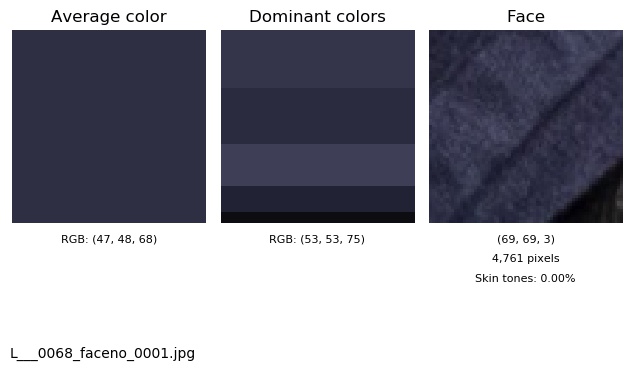 Average color
Dominant colors
Face
RGB: (47, 48, 68)
RGB: (53, 53, 75)
(69, 69, 3)
4,761 pixels
Skin tones: 0.00%
L___0068_faceno_0001.jpg